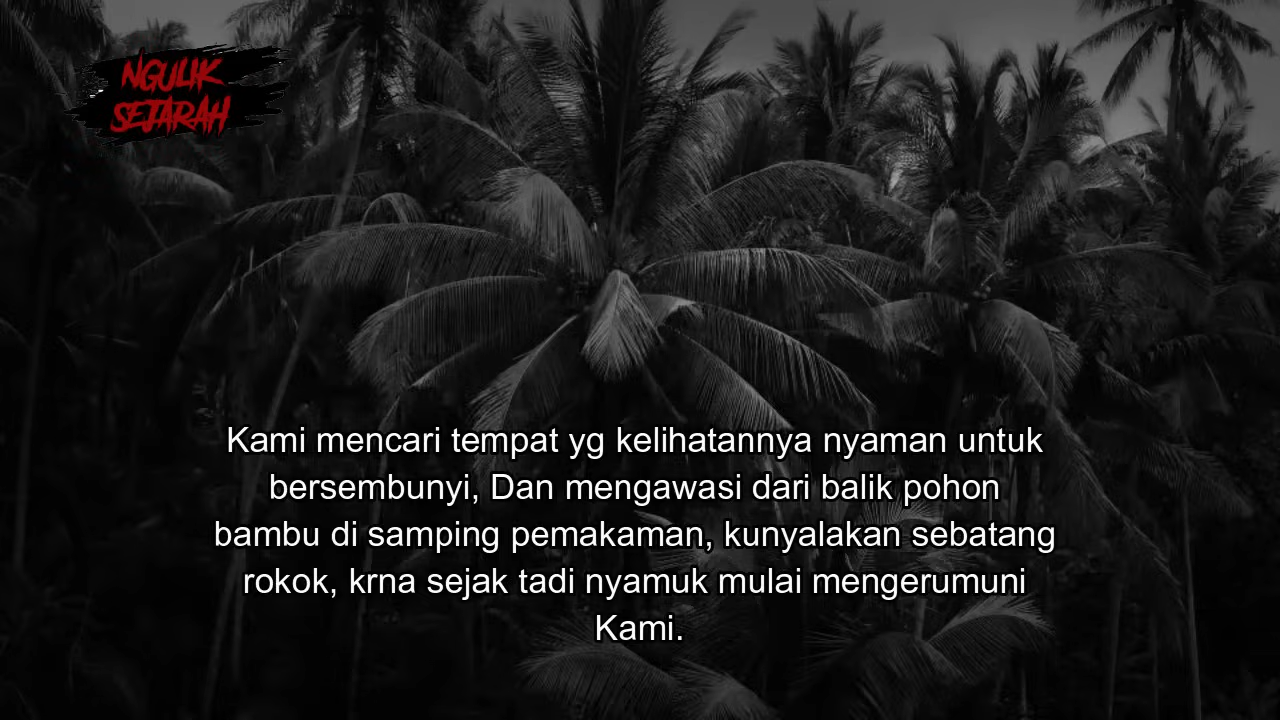 NGULIK
SEJARAH
Kami mencari tempat yg kelihatannya nyaman untuk
bersembunyi, Dan mengawasi dari balik pohon
bambu di samping pemakaman, kunyalakan sebatang
rokok, krna sejak tadi nyamuk mulai mengerumuni
Kami.